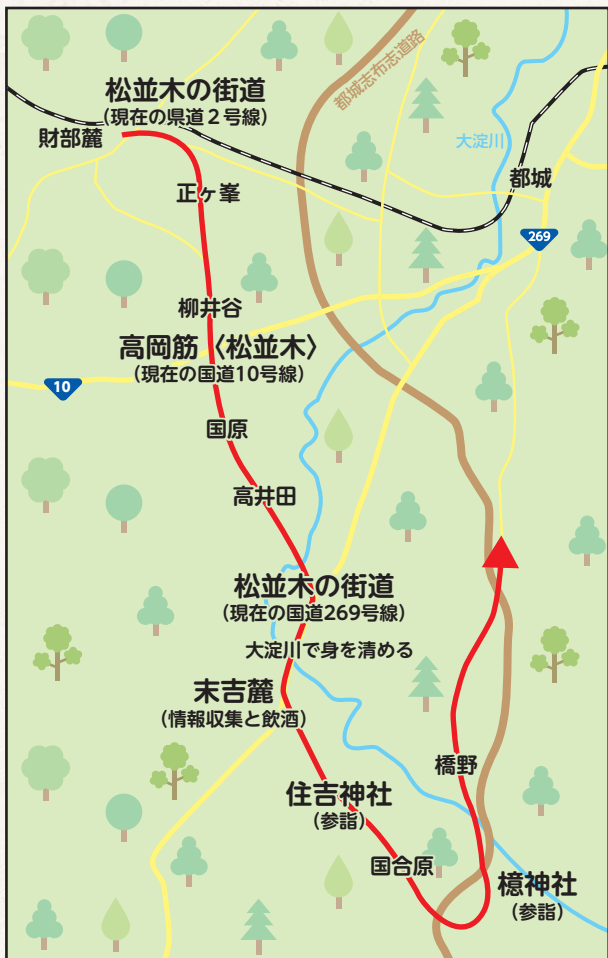 都城志布志道路
松並木の街道
(現在の県道2号線)
財部麓
大淀川
都城
正ヶ峯
269
柳井谷
高岡筋〈松並木〉
(現在の国道10号線)
10
国原
高井田
松並木の街道
(現在の国道269号線)
大淀川で身を清める
末吉麓
(情報収集と飲酒)
橋野
住吉神社
(参詣)
国合原
檍神社
(参詣)